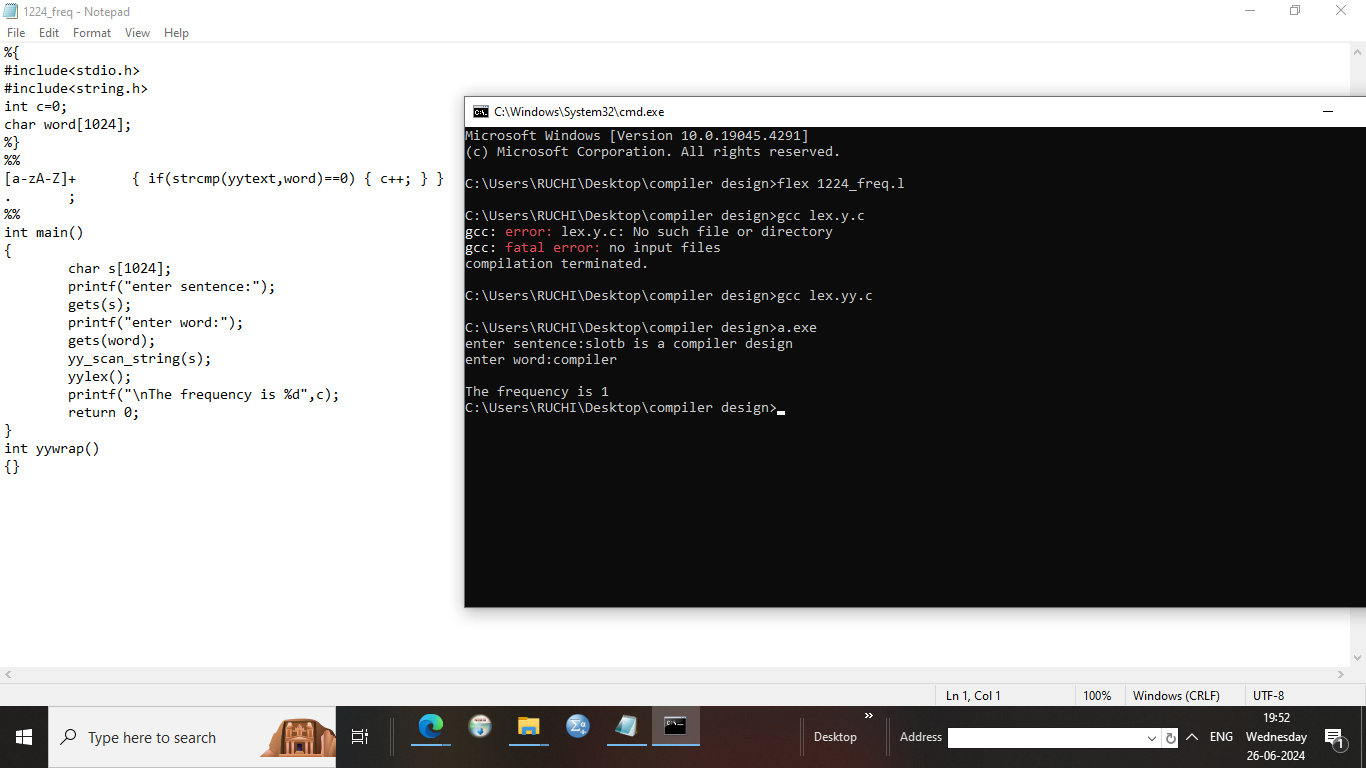 1224_freq - Notepad
File Edit Format View Help
%{
#include<stdio.h>
#include<string.h>
int c=0;
char word[1024];
%}
%%
[a-zA-Z]+ { if(strcmp(yytext,word)==0) { c++; } }
. ;
%%
int main()
{
char s[1024];
printf("enter sentence:");
gets(s);
printf("enter word:");
gets(word);
yy_scan_string(s);
yylex();
printf("\nThe frequency is %d",c);
return 0;
}
int yywrap()
{}
C:\Windows\System32\cmd.exe
Microsoft Windows [Version 10.0.19045.4291]
(c) Microsoft Corporation. All rights reserved.
C:\Users\RUCHI\Desktop\compiler design>flex 1224_freq.l
C:\Users\RUCHI\Desktop\compiler design>gcc lex.y.c
gcc: error: lex.y.c: No such file or directory
gcc: fatal error: no input files
compilation terminated.
C:\Users\RUCHI\Desktop\compiler design>gcc lex.yy.c
C:\Users\RUCHI\Desktop\compiler design>a.exe
enter sentence:slotb is a compiler design
enter word:compiler
The frequency is 1
C:\Users\RUCHI\Desktop\compiler design>
Ln 1, Col 1 100% Windows (CRLF) UTF-8
Type here to search
Desktop
Address
ENG
19:52
Wednesday
26-06-2024
1